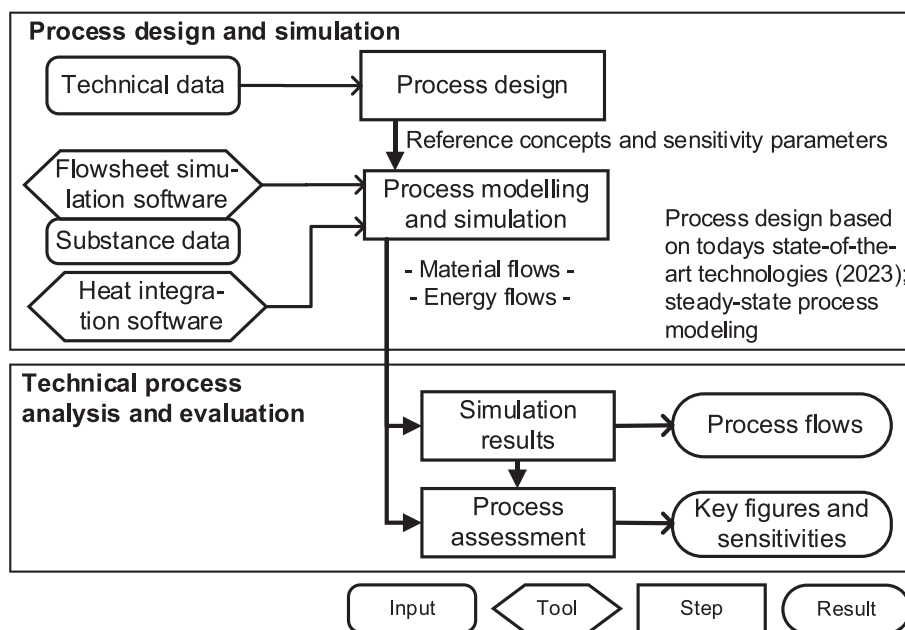 Process design and simulation
Technical data
Process design
Reference concepts and sensitivity parameters
Flowsheet simu-
lation software
Process modelling
and simulation
Substance data
Heat integra-
tion software
- Material flows -
- Energy flows -
Process design based
on todays state-of-the-
art technologies (2023);
steady-state process
modeling
Technical process
analysis and evaluation
Simulation
results
Process flows
Process
assessment
Key figures and
sensitivities
Input
Tool
Step
Result